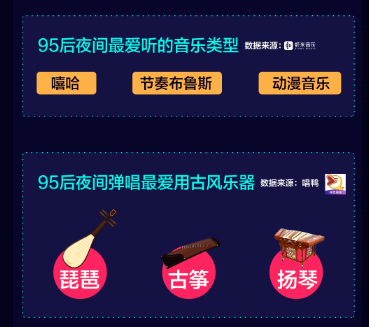 95后夜间最爱听的音乐类型 数据来源：虾米音乐
嘻哈 节奏布鲁斯 动漫音乐
95后夜间弹唱最爱用古风乐器 数据来源：唱鸭
琵琶 古筝 扬琴